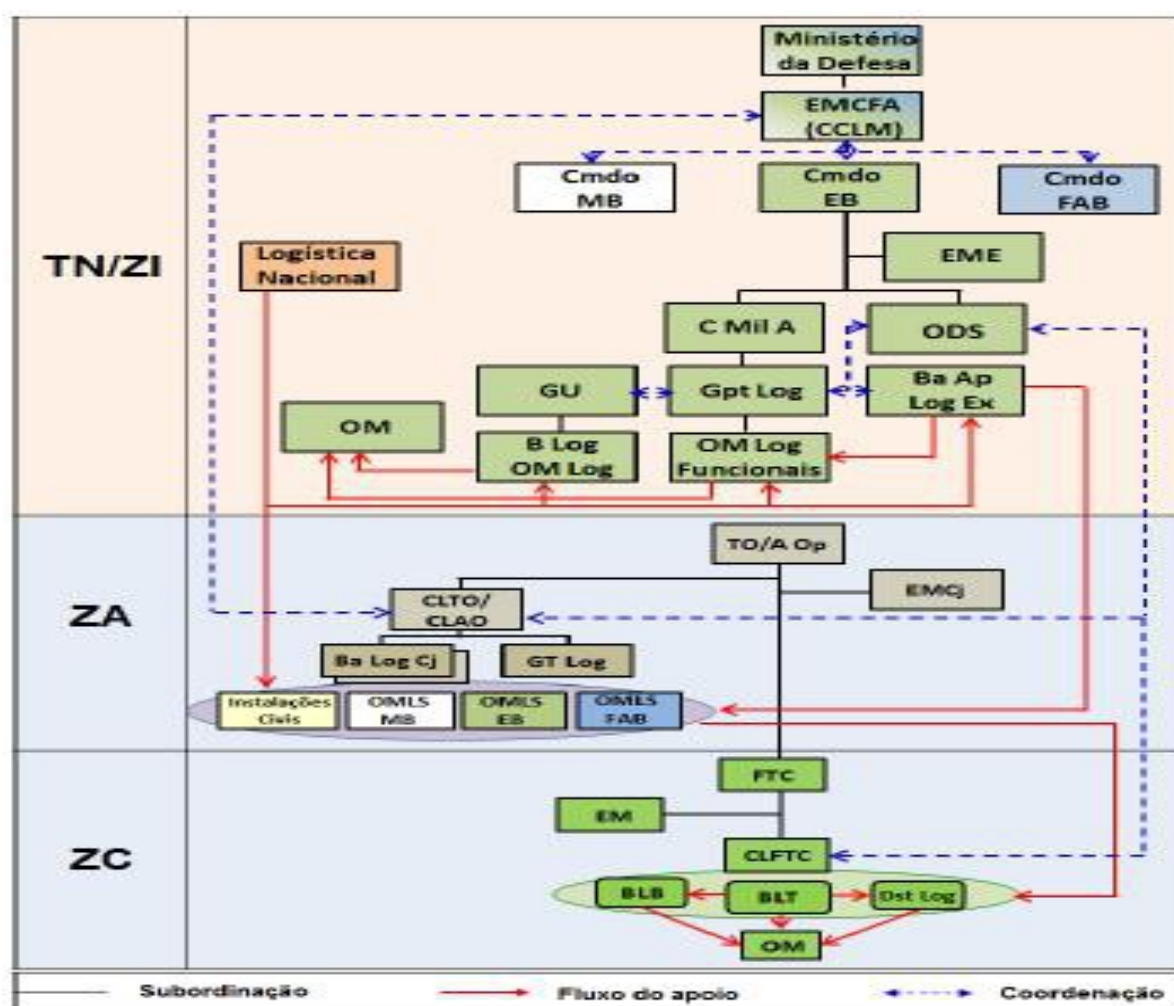 Ministério
da Defesa
EMCFA
(CCLM)
Cmdo
MB
Cmdo
EB
Cmdo
FAB
TN/ZI
Logística
Nacional
EME
C Mil A
ODS
GU
Gpt Log
Ba Ap
Log Ex
OM
B Log
OM Log
OM Log
Funcionais
TO/A Op
ZA
CLTO/
CLAO
EMCj
Ba Log Cj
GT Log
Instalações
Civis
OMLS
MB
OMLS
EB
OMLS
FAB
FTC
EM
ZC
CLFTC
BLB
BLT
Dst Log
OM
Subordinação
Fluxo do apoio
Coordenação